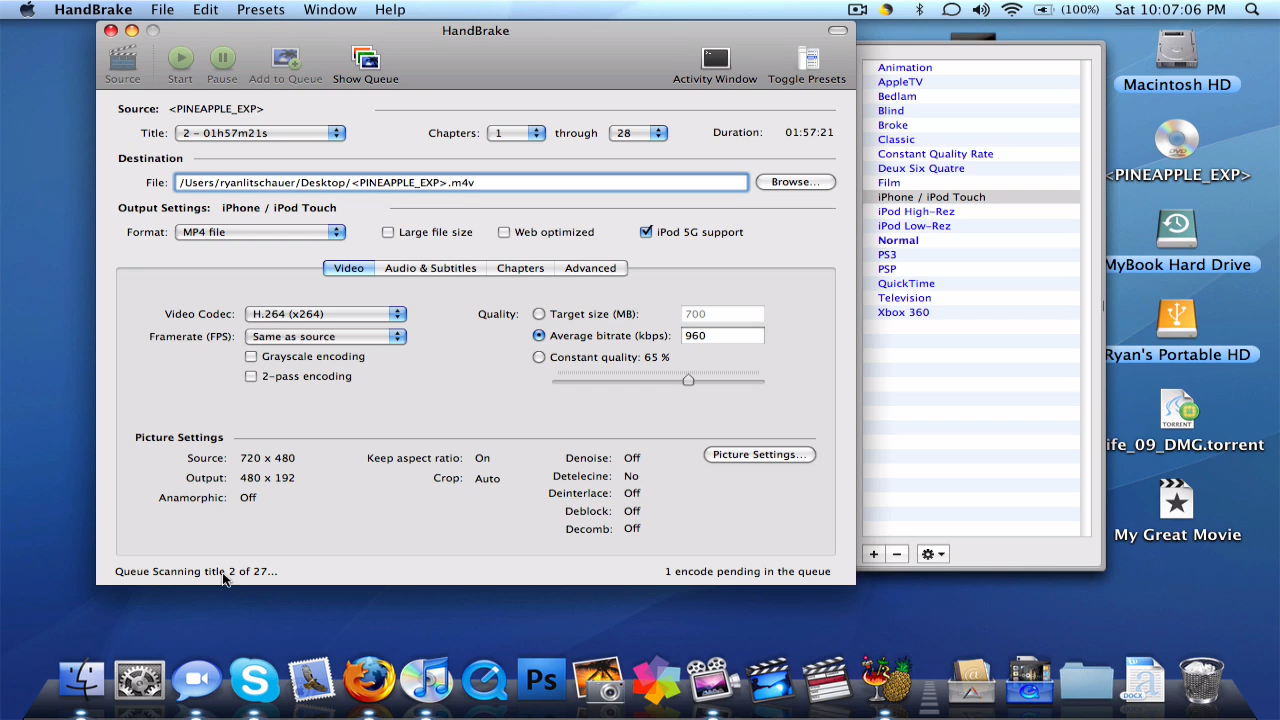 HandBrake File Edit Presets Window Help (100%) Sat 10:07:06 PM
HandBrake
Source Start Pause Add to Queue Show Queue Activity Window Toggle Presets
Source: <PINEAPPLE_EXP>
Title: 2 - 01h57m21s Chapters: 1 through 28 Duration: 01:57:21
Destination
File: /Users/ryanlitschauer/Desktop/<PINEAPPLE_EXP>.m4v Browse...
Output Settings: iPhone / iPod Touch
Format: MP4 file Large file size Web optimized iPod 5G support
Video Audio & Subtitles Chapters Advanced
Video Codec: H.264 (x264) Quality: Target size (MB): 700
Framerate (FPS): Same as source Average bitrate (kbps): 960
Grayscale encoding Constant quality: 65 %
2-pass encoding
Picture Settings
Picture Settings...
Source: 720 x 480 Keep aspect ratio: On Denoise: Off
Output: 480 x 192 Crop: Auto Detelecine: No
Anamorphic: Off Deinterlace: Off
Deblock: Off
Decomb: Off
Queue Scanning title 2 of 27... 1 encode pending in the queue
Animation
AppleTV
Bedlam
Blind
Broke
Classic
Constant Quality Rate
Deux Six Quatre
Film
iPhone / iPod Touch
iPod High-Rez
iPod Low-Rez
Normal
PS3
PSP
QuickTime
Television
Xbox 360
Macintosh HD
DVD
<PINEAPPLE_EXP>
MyBook Hard Drive
Ryan's Portable HD
TORRENT
ife_09_DMG.torrent
My Great Movie
Ps
DOCX